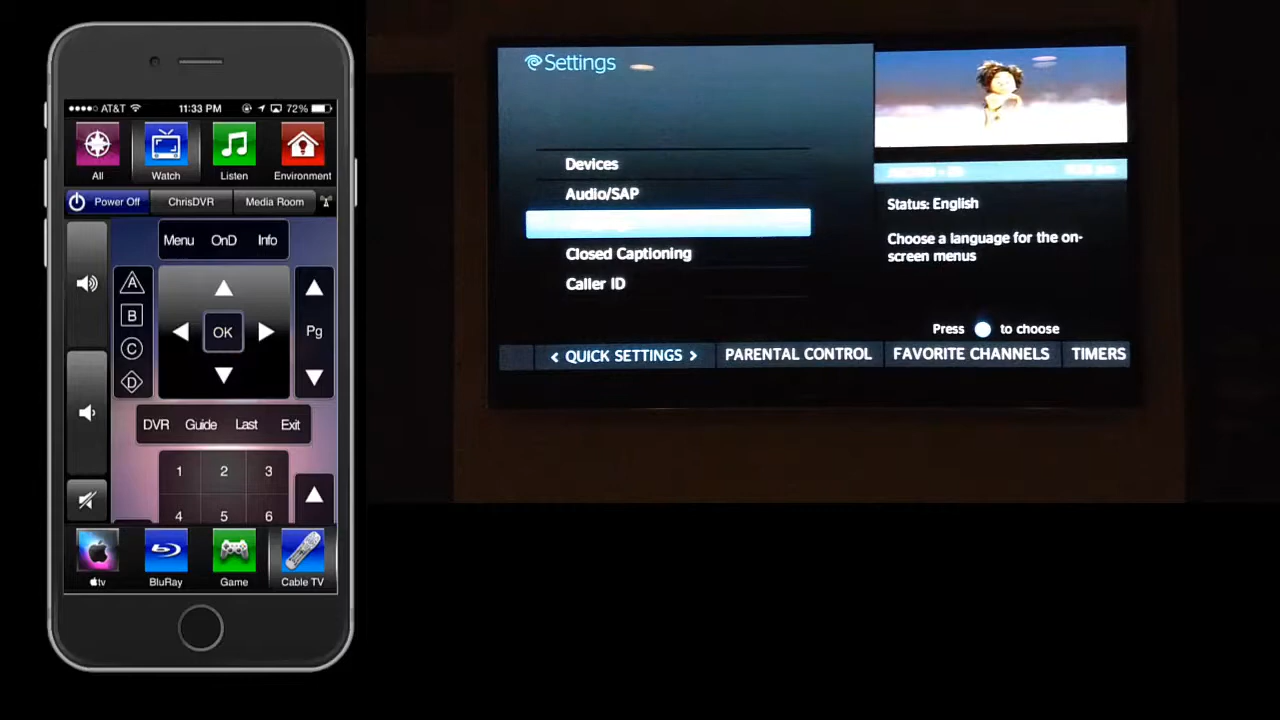 AT&T 11:33 PM 72%
All Watch Listen Environment
Power Off ChrisDVR Media Room
Menu OnD Info
A
B
OK Pg
C
D
DVR Guide Last Exit
1 2 3
4 5 6
tv BluRay Game Cable TV
Settings
Devices
Audio/SAP
Closed Captioning
Caller ID
Status: English
Choose a language for the on-
screen menus
Press to choose
< QUICK SETTINGS > PARENTAL CONTROL FAVORITE CHANNELS TIMERS